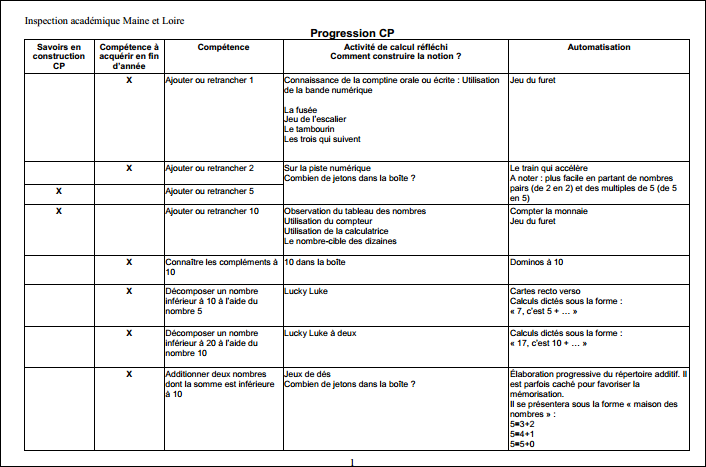 Inspection académique Maine et Loire
Progression CP
Savoirs en
construction
CP
Compétence à
acquérir en fin
d'année
Compétence
Activité de calcul réfléchi
Comment construire la notion ?
Automatisation
X
Ajouter ou retrancher 1
Connaissance de la comptine orale ou écrite : Utilisation
de la bande numérique
La fusée
Jeu de l'escalier
Le tambourin
Les trois qui suivent
Jeu du furet
X
Ajouter ou retrancher 2
Sur la piste numérique
Combien de jetons dans la boîte ?
Le train qui accélère
A noter : plus facile en partant de nombres
pairs (de 2 en 2) et des multiples de 5 (de 5
en 5)
X
Ajouter ou retrancher 5
X
Ajouter ou retrancher 10
Observation du tableau des nombres
Utilisation du compteur
Utilisation de la calculatrice
Le nombre-cible des dizaines
Compter la monnaie
Jeu du furet
X
Connaître les compléments à
10
10 dans la boîte
Dominos à 10
X
Décomposer un nombre
inférieur à 10 à l'aide du
nombre 5
Lucky Luke
Cartes recto verso
Calculs dictés sous la forme :
« 7, c'est 5 + … »
X
Décomposer un nombre
inférieur à 20 à l'aide du
nombre 10
Lucky Luke à deux
Calculs dictés sous la forme :
« 17, c'est 10 + … »
X
Additionner deux nombres
dont la somme est inférieure
à 10
Jeux de dés
Combien de jetons dans la boîte ?
Élaboration progressive du répertoire additif. Il
est parfois caché pour favoriser la
mémorisation.
Il se présentera sous la forme « maison des
nombres » :
5=3+2
5=4+1
5=5+0
1